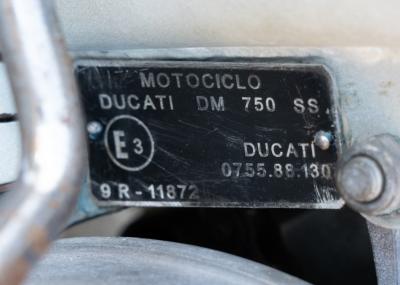 MOTOCICLO
DUCATI DM 750 SS
E3
DUCATI
0755.88.130
9R-11872